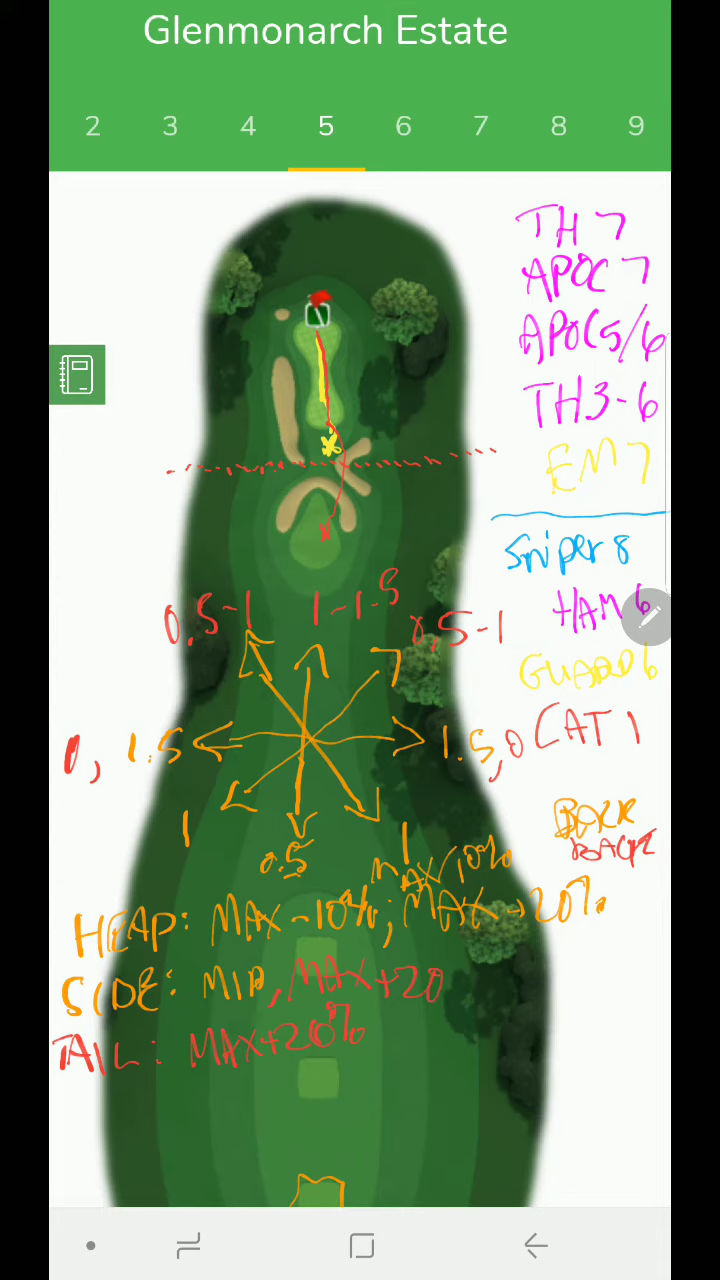 Glenmonarch Estate
2 3 4 5 6 7 8 9
TH 7
APOC 7
APOC 5/6
TH3-6
EM 7
Sniper 8
HAM 6
GUARD 6
CAT 1
0.5-1 1-1.5 0.5-1
0, 1.5 1.5, 0
1 0.5 1
BACK
MAX/10%
HEAD: MAX-10%; MAX+20%
SIDE: MID, MAX+20
TAIL: MAX+20%